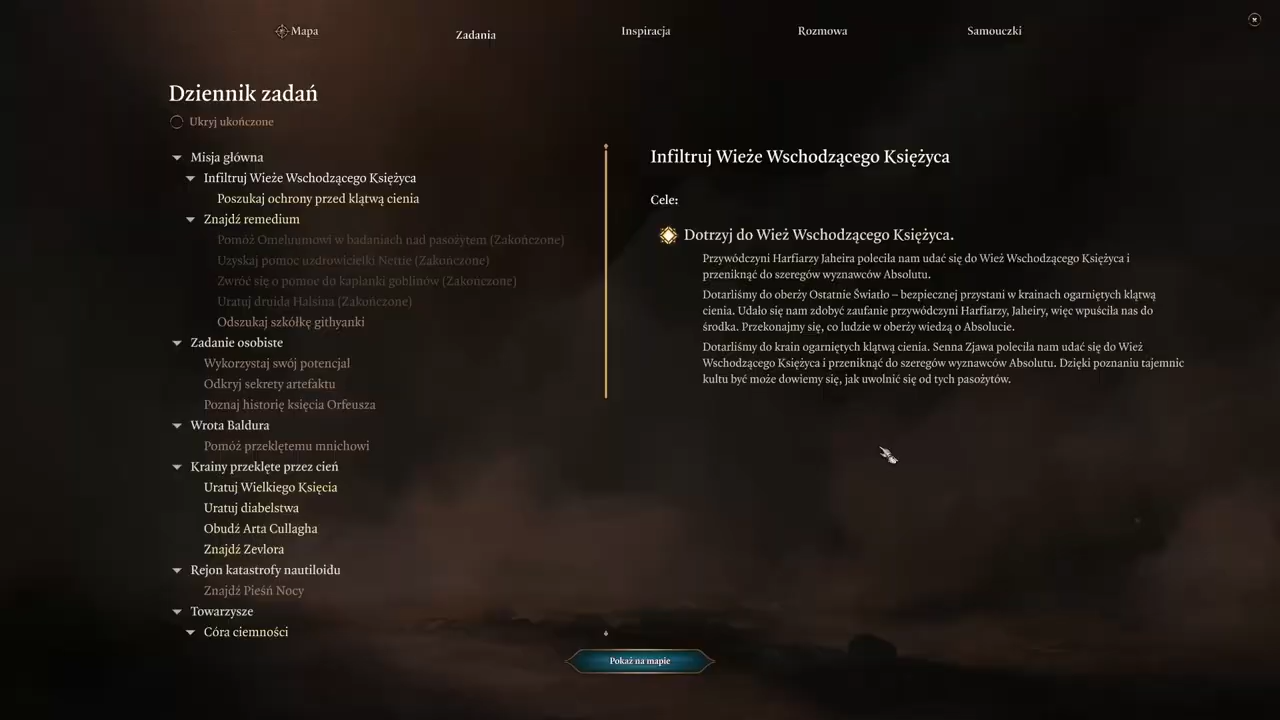 Mapa
Zadania
Inspiracja
Rozmowa
Samouczki
Dziennik zadań
Ukryj ukończone
Misja główna
Infiltruj Wieże Wschodzącego Księżyca
Poszukaj ochrony przed klątwą cienia
Znajdź remedium
Pomóż Omeluumowi w badaniach nad pasożytem (Zakończone)
Uzyskaj pomoc uzdrowicielki Nettie (Zakończone)
Zwróć się o pomoc do kapłanki goblinów (Zakończone)
Uratuj druida Halsina (Zakończone)
Odszukaj szkółkę githyanki
Zadanie osobiste
Wykorzystaj swój potencjał
Odkryj sekrety artefaktu
Poznaj historię księcia Orfeusza
Wrota Baldura
Pomóż przeklętemu mnichowi
Krainy przeklęte przez cień
Uratuj Wielkiego Księcia
Uratuj diabelstwa
Obudź Arta Cullagha
Znajdź Zevlora
Rejon katastrofy nautiloidu
Znajdź Pieśń Nocy
Towarzysze
Córa ciemności
Infiltruj Wieże Wschodzącego Księżyca
Cele:
Dotrzyj do Wież Wschodzącego Księżyca.
Przywódczyni Harfiarzy Jaheira poleciła nam udać się do Wież Wschodzącego Księżyca i
przeniknąć do szeregów wyznawców Absolutu.
Dotarliśmy do oberży Ostatnie Światło – bezpiecznej przystani w krainach ogarniętych klątwą
cienia. Udało się nam zdobyć zaufanie przywódczyni Harfiarzy, Jaheiry, więc wpuściła nas do
środka. Przekonajmy się, co ludzie w oberży wiedzą o Absolucie.
Dotarliśmy do krain ogarniętych klątwą cienia. Senna Zjawa poleciła nam udać się do Wież
Wschodzącego Księżyca i przeniknąć do szeregów wyznawców Absolutu. Dzięki poznaniu tajemnic
kultu być może dowiemy się, jak uwolnić się od tych pasożytów.
Pokaż na mapie